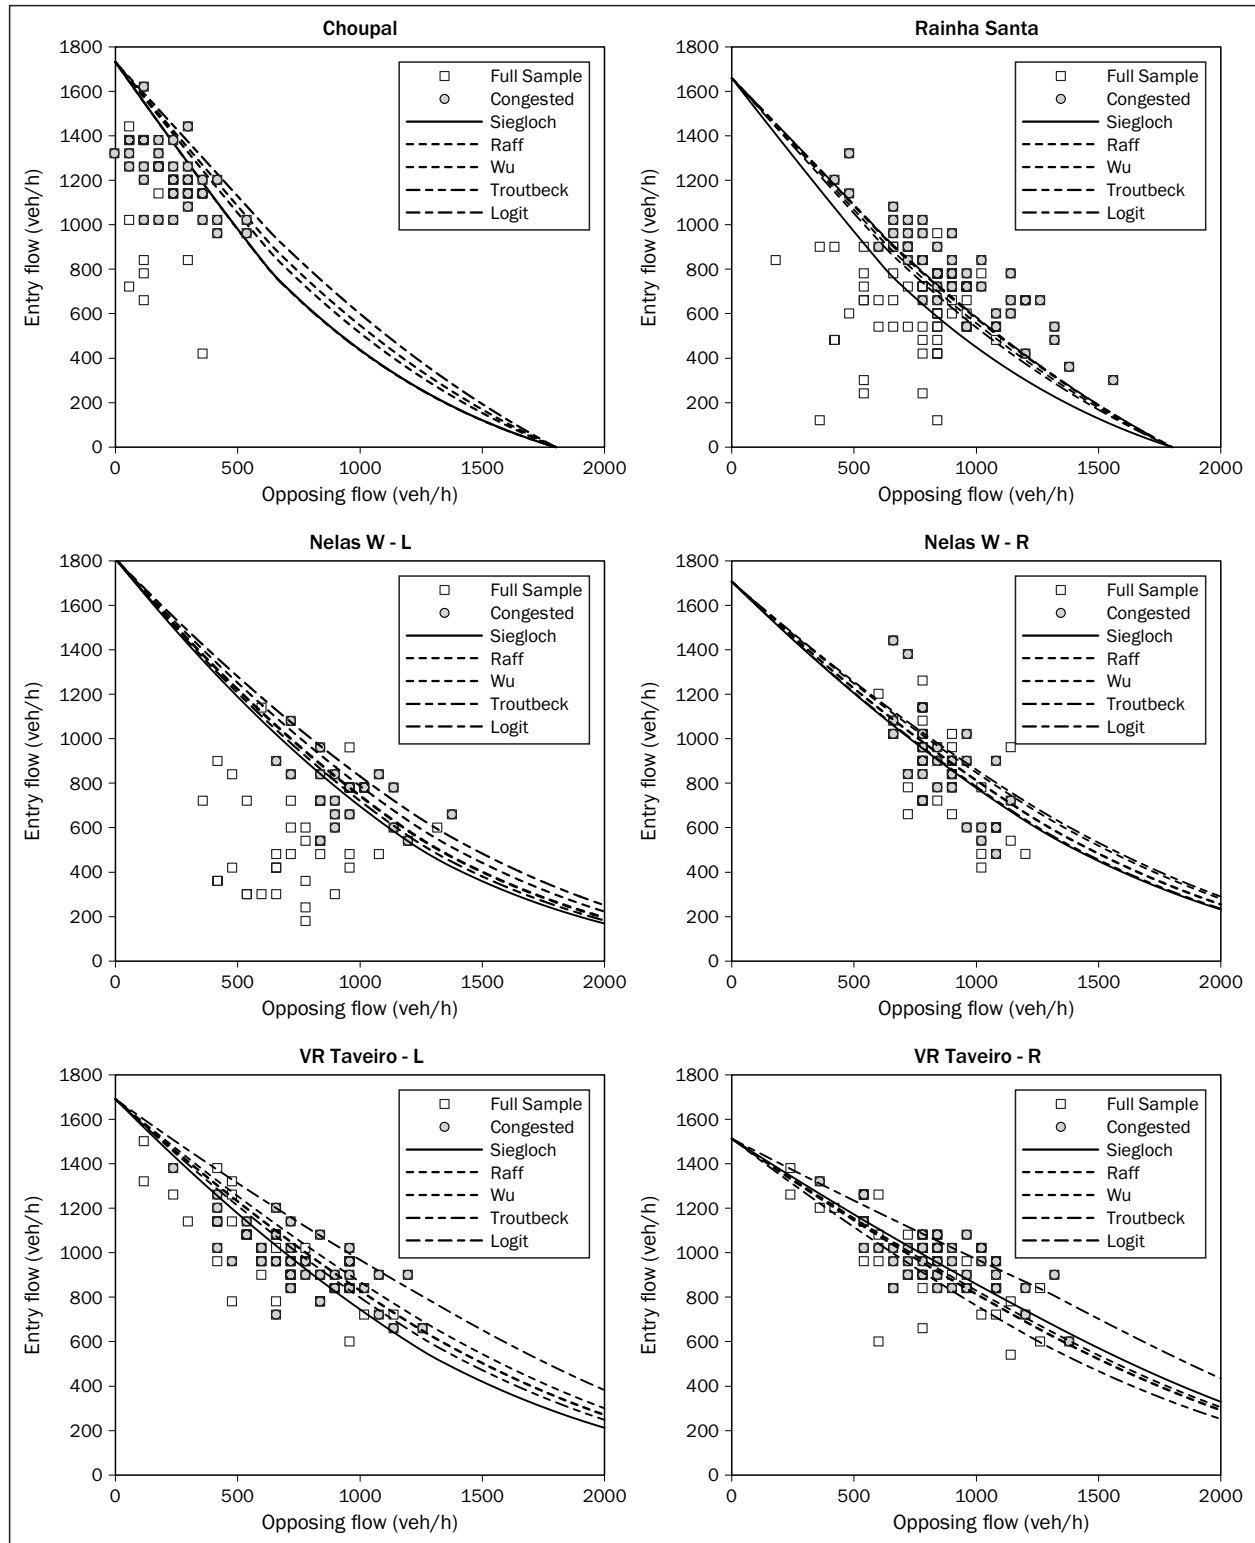 Choupal
1800
1600
1400
1200
1000
800
600
400
200
0
Entry flow (veh/h)
Full Sample
Congested
Siegloch
Raff
Wu
Troutbeck
Logit
0 500 1000 1500 2000
Opposing flow (veh/h)
Rainha Santa
1800
1600
1400
1200
1000
800
600
400
200
0
Entry flow (veh/h)
Full Sample
Congested
Siegloch
Raff
Wu
Troutbeck
Logit
0 500 1000 1500 2000
Opposing flow (veh/h)
Nelas W - L
1800
1600
1400
1200
1000
800
600
400
200
0
Entry flow (veh/h)
Full Sample
Congested
Siegloch
Raff
Wu
Troutbeck
Logit
0 500 1000 1500 2000
Opposing flow (veh/h)
Nelas W - R
1800
1600
1400
1200
1000
800
600
400
200
0
Entry flow (veh/h)
Full Sample
Congested
Siegloch
Raff
Wu
Troutbeck
Logit
0 500 1000 1500 2000
Opposing flow (veh/h)
VR Taveiro - L
1800
1600
1400
1200
1000
800
600
400
200
0
Entry flow (veh/h)
Full Sample
Congested
Siegloch
Raff
Wu
Troutbeck
Logit
0 500 1000 1500 2000
Opposing flow (veh/h)
VR Taveiro - R
1800
1600
1400
1200
1000
800
600
400
200
0
Entry flow (veh/h)
Full Sample
Congested
Siegloch
Raff
Wu
Troutbeck
Logit
0 500 1000 1500 2000
Opposing flow (veh/h)